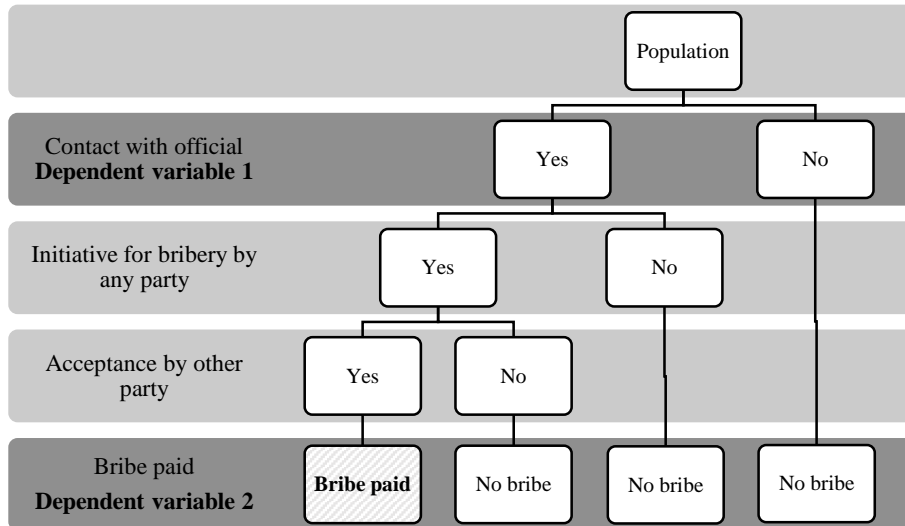 Population
Contact with official
Dependent variable 1
Yes
No
Initiative for bribery by
any party
Yes
No
Acceptance by other
party
Yes
No
Bribe paid
Dependent variable 2
Bribe paid
No bribe
No bribe
No bribe